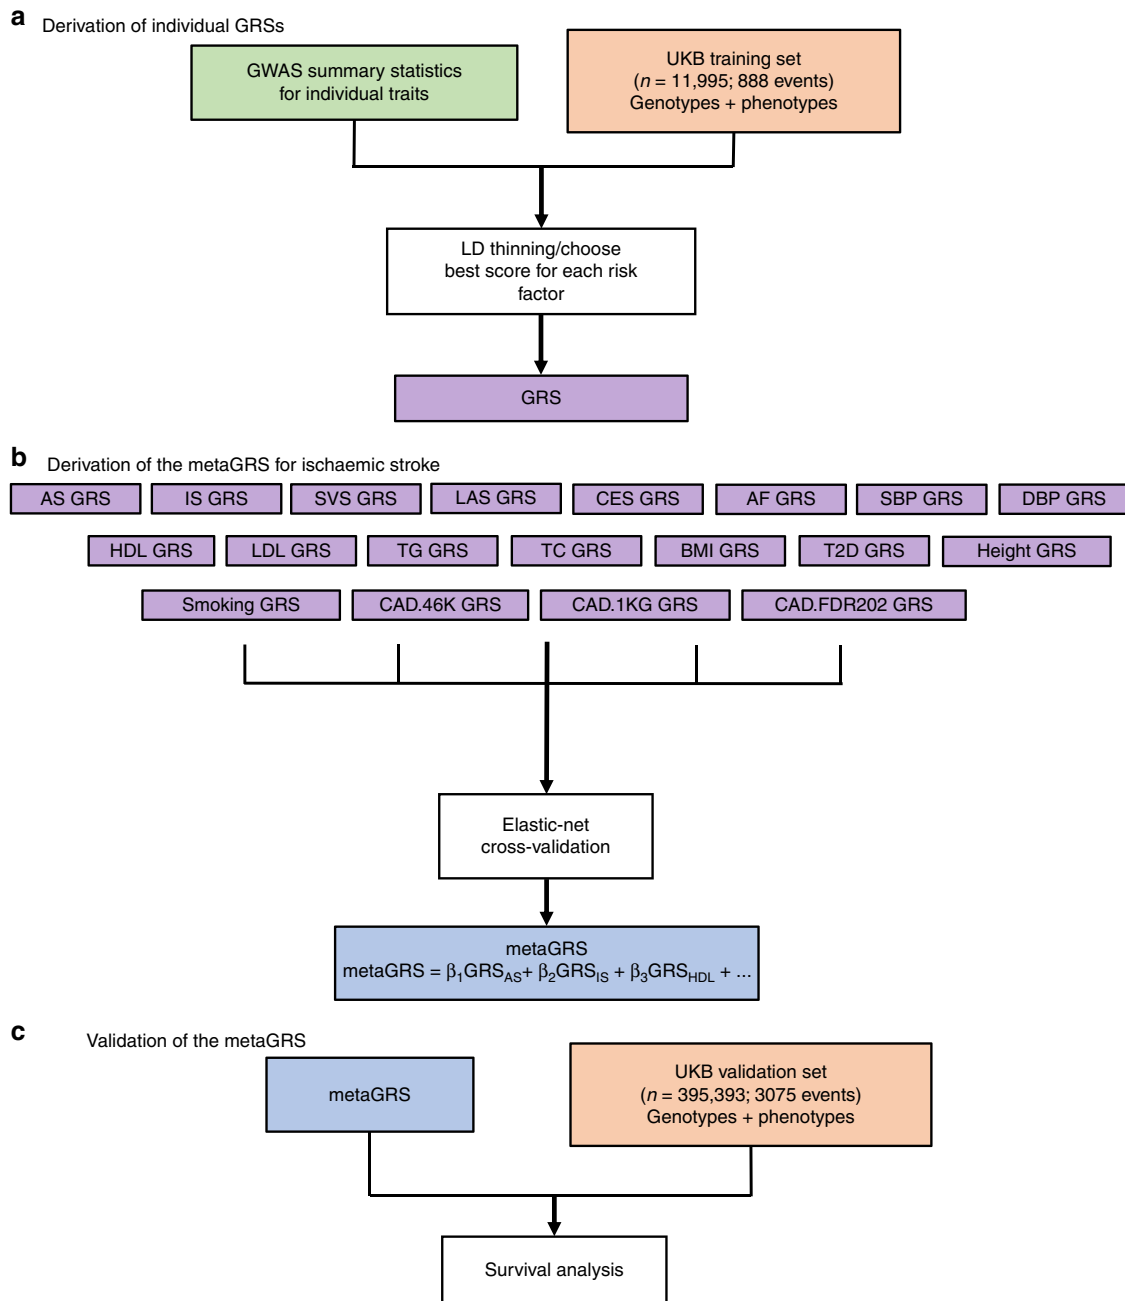 a Derivation of individual GRSs
GWAS summary statistics
for individual traits
UKB training set
(n = 11,995; 888 events)
Genotypes + phenotypes
LD thinning/choose
best score for each risk
factor
GRS
b Derivation of the metaGRS for ischaemic stroke
AS GRS
IS GRS
SVS GRS
LAS GRS
CES GRS
AF GRS
SBP GRS
DBP GRS
HDL GRS
LDL GRS
TG GRS
TC GRS
BMI GRS
T2D GRS
Height GRS
Smoking GRS
CAD.46K GRS
CAD.1KG GRS
CAD.FDR202 GRS
Elastic-net
cross-validation
metaGRS
metaGRS = β₁GRS_AS+ β₂GRS_IS + β₃GRS_HDL + ...
c Validation of the metaGRS
metaGRS
UKB validation set
(n = 395,393; 3075 events)
Genotypes + phenotypes
Survival analysis